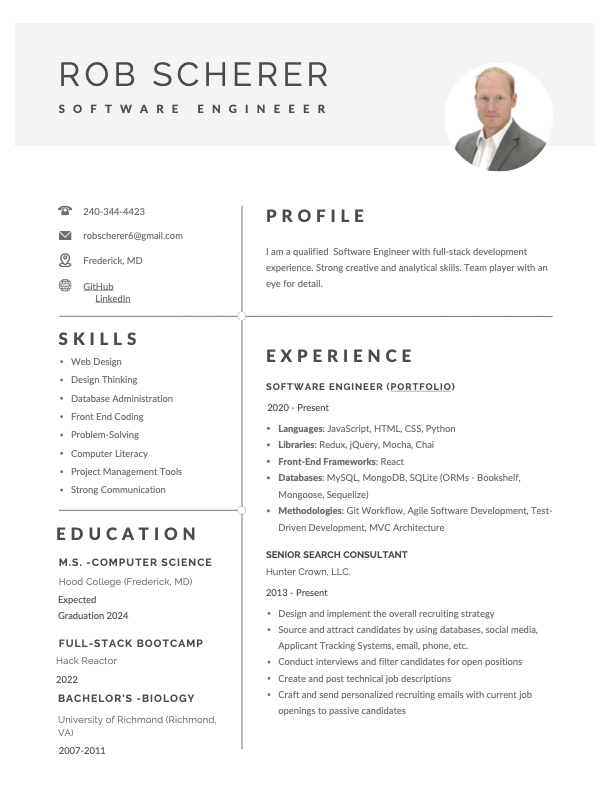 ROB SCHERER
SOFTWARE ENGINEEER
240-344-4423
robscherer6@gmail.com
Frederick, MD
GitHub
LinkedIn
SKILLS
• Web Design
• Design Thinking
• Database Administration
• Front End Coding
• Problem-Solving
• Computer Literacy
• Project Management Tools
• Strong Communication
EDUCATION
M.S. -COMPUTER SCIENCE
Hood College (Frederick, MD)
Expected
Graduation 2024
FULL-STACK BOOTCAMP
Hack Reactor
2022
BACHELOR'S -BIOLOGY
University of Richmond (Richmond,
VA)
2007-2011
PROFILE
I am a qualified Software Engineer with full-stack development
experience. Strong creative and analytical skills. Team player with an
eye for detail.
EXPERIENCE
SOFTWARE ENGINEER (PORTFOLIO)
2020 - Present
• Languages: JavaScript, HTML, CSS, Python
• Libraries: Redux, jQuery, Mocha, Chai
• Front-End Frameworks: React
• Databases: MySQL, MongoDB, SQLite (ORMs - Bookshelf,
Mongoose, Sequelize)
• Methodologies: Git Workflow, Agile Software Development, Test-
Driven Development, MVC Architecture
SENIOR SEARCH CONSULTANT
Hunter Crown, LLC.
2013 - Present
• Design and implement the overall recruiting strategy
• Source and attract candidates by using databases, social media,
Applicant Tracking Systems, email, phone, etc.
• Conduct interviews and filter candidates for open positions
• Create and post technical job descriptions
• Craft and send personalized recruiting emails with current job
openings to passive candidates